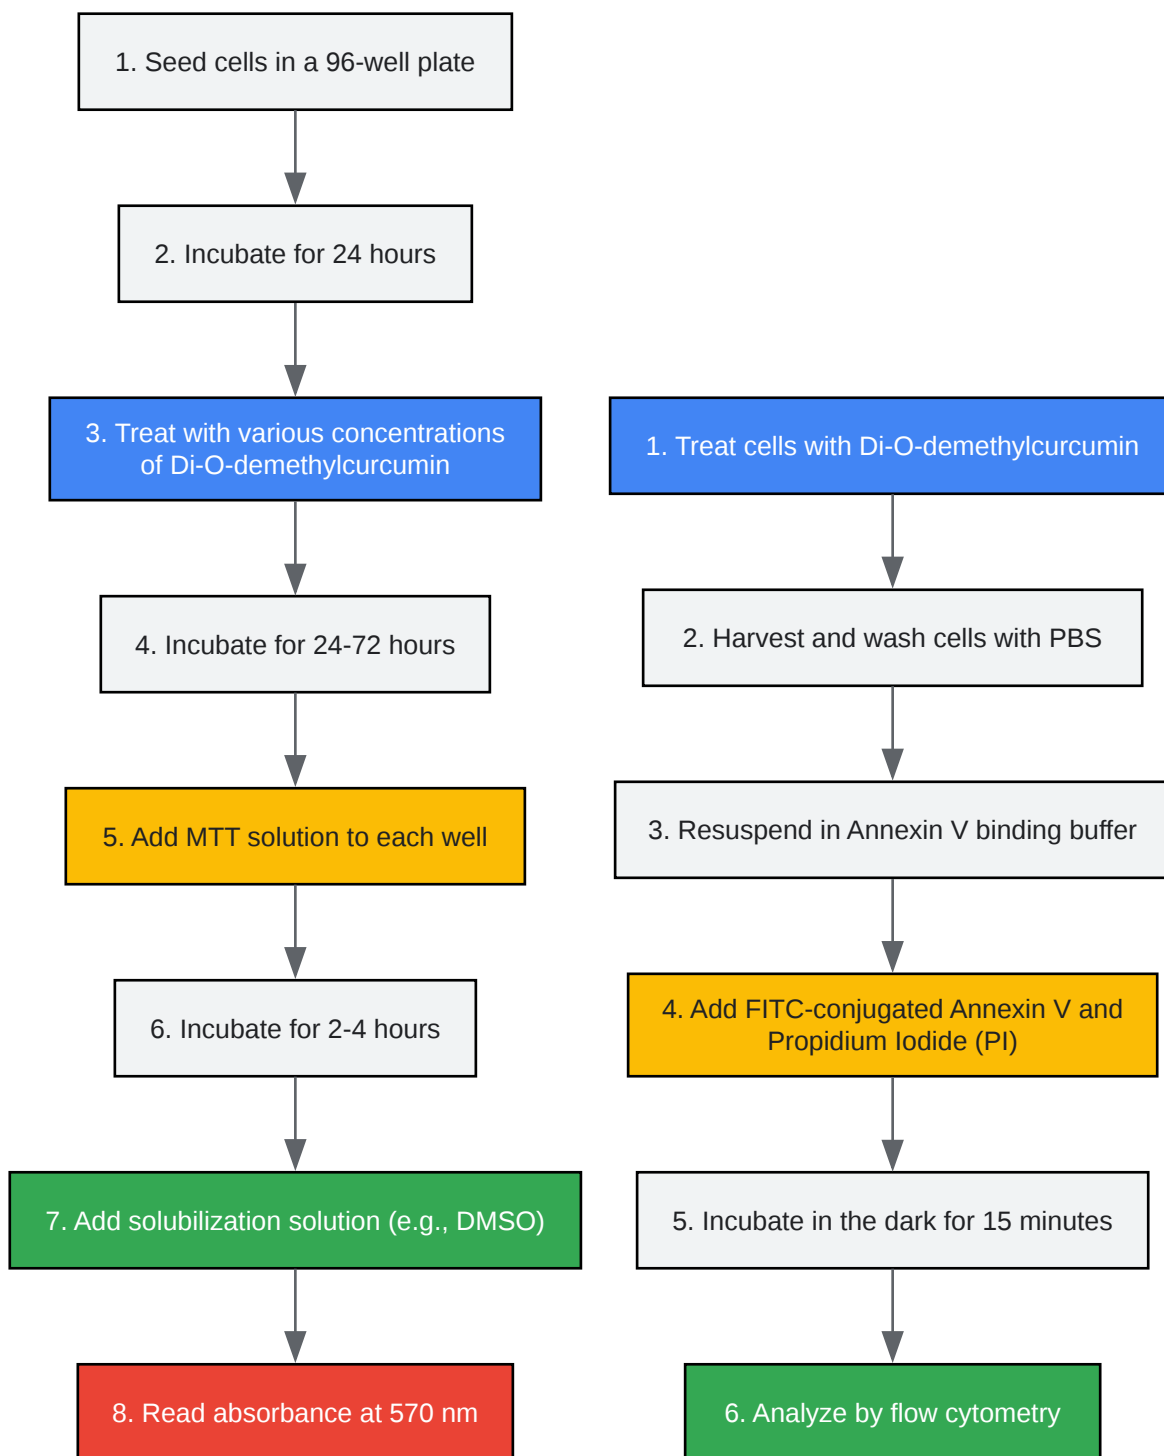 1. Seed cells in a 96-well plate
2. Incubate for 24 hours
3. Treat with various concentrations
of Di-O-demethylcurcumin
4. Incubate for 24-72 hours
5. Add MTT solution to each well
6. Incubate for 2-4 hours
7. Add solubilization solution (e.g., DMSO)
8. Read absorbance at 570 nm
1. Treat cells with Di-O-demethylcurcumin
2. Harvest and wash cells with PBS
3. Resuspend in Annexin V binding buffer
4. Add FITC-conjugated Annexin V and
Propidium Iodide (PI)
5. Incubate in the dark for 15 minutes
6. Analyze by flow cytometry